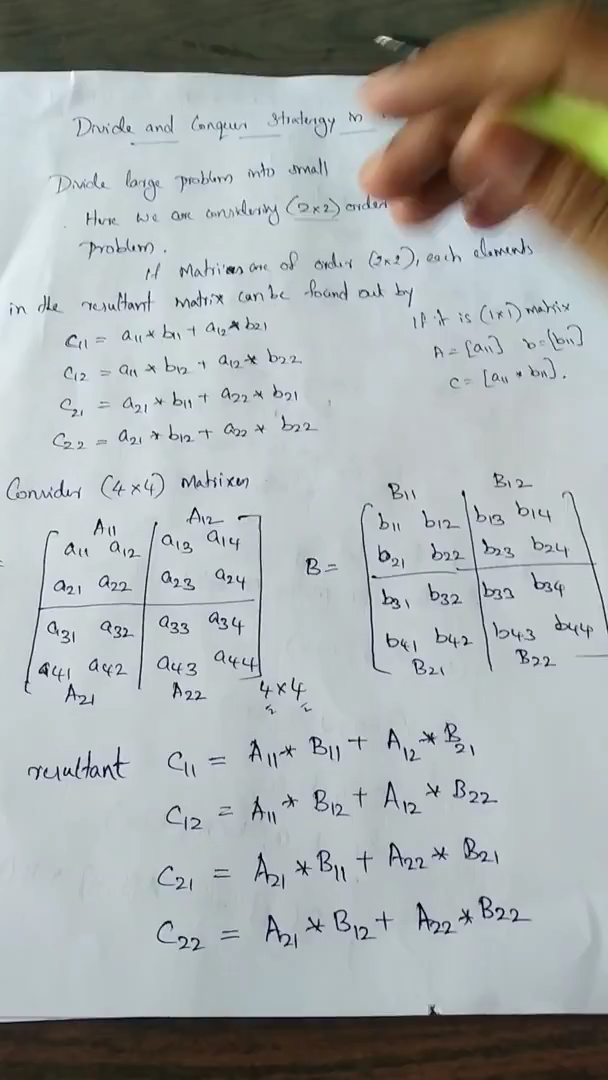 Divide and Conquer Stratergy in
Divide large problem into small
Here we are considering (2×2) order
problem.
If Matrixes are of order (2×2), each elements
in the resultant Matrix can be found out by
C11 = a11 * b11 + a12 * b21
C12 = a11 * b12 + a12 * b22
C21 = a21 * b11 + a22 * b21
C22 = a21 * b12 + a22 * b22
If it is (1×1) matrix
A = [a11] b = [b11]
C = [a11 * b11].
Consider (4×4) Matrixes
A11 A12
a11 a12 a13 a14
a21 a22 a23 a24
a31 a32 a33 a34
a41 a42 a43 a44
A21 A22 4×4
2 2
B11 B12
b11 b12 b13 b14
B = b21 b22 b23 b24
b31 b32 b33 b34
b41 b42 b43 b44
B21 B22
resultant C11 = A11 * B11 + A12 * B21
C12 = A11 * B12 + A12 * B22
C21 = A21 * B11 + A22 * B21
C22 = A21 * B12 + A22 * B22